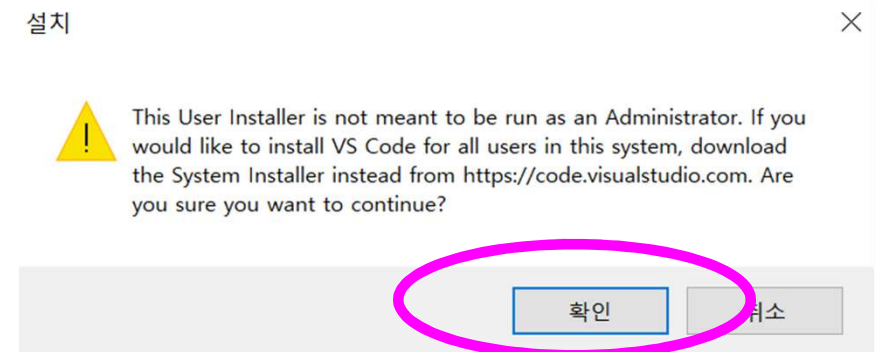 설치
This User Installer is not meant to be run as an Administrator. If you
would like to install VS Code for all users in this system, download
the System Installer instead from https://code.visualstudio.com. Are
you sure you want to continue?
확인
취소